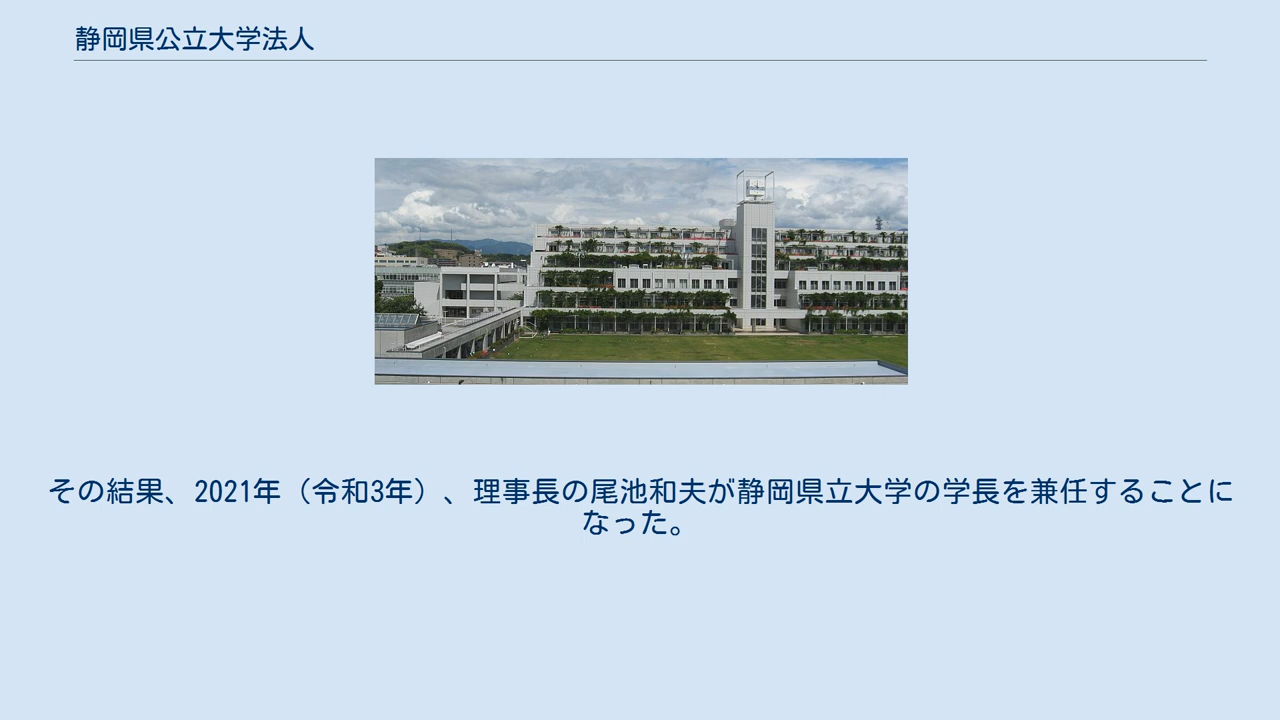 静岡県公立大学法人
その結果、2021年（令和3年）、理事長の尾池和夫が静岡県立大学の学長を兼任することに
なった。